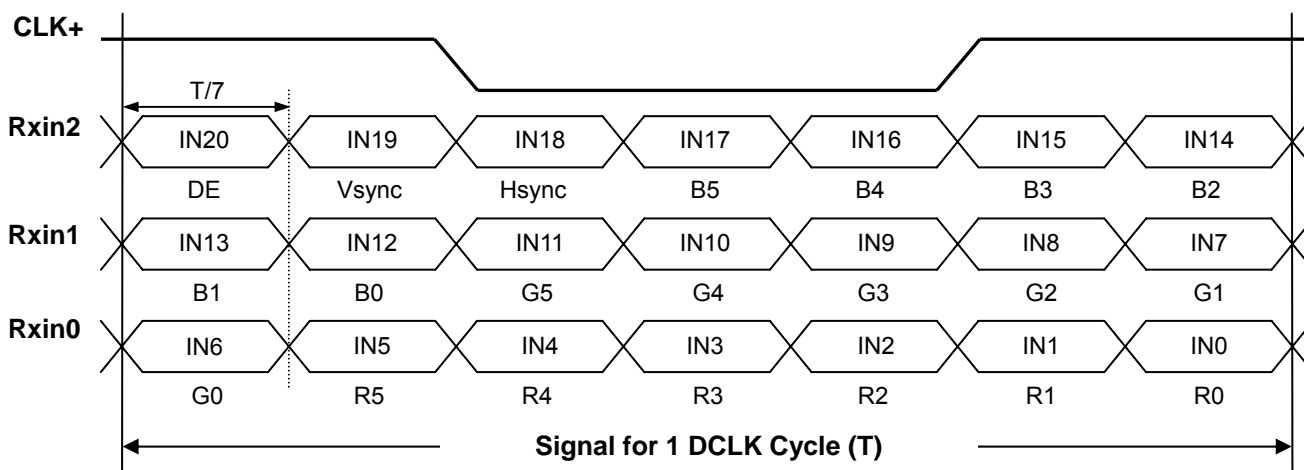 CLK+
T/7
Rxin2 IN20 IN19 IN18 IN17 IN16 IN15 IN14
DE Vsync Hsync B5 B4 B3 B2
Rxin1 IN13 IN12 IN11 IN10 IN9 IN8 IN7
B1 B0 G5 G4 G3 G2 G1
Rxin0 IN6 IN5 IN4 IN3 IN2 IN1 IN0
G0 R5 R4 R3 R2 R1 R0
Signal for 1 DCLK Cycle (T)